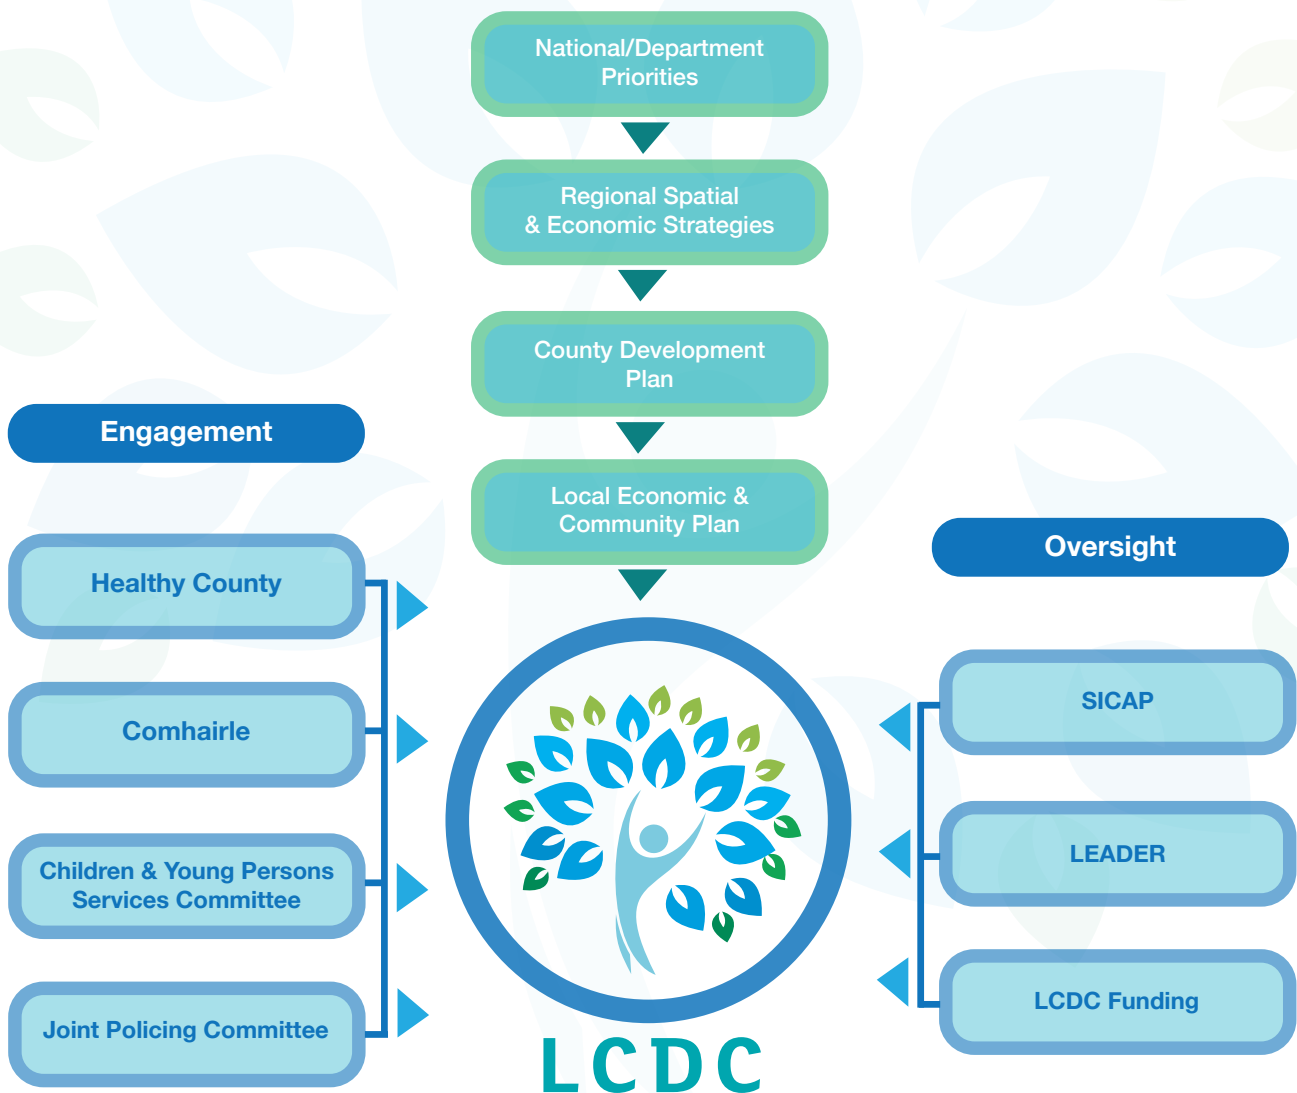 National/Department
Priorities
Regional Spatial
& Economic Strategies
County Development
Plan
Local Economic &
Community Plan
Engagement
Healthy County
Comhairle
Children & Young Persons
Services Committee
Joint Policing Committee
Oversight
SICAP
LEADER
LCDC Funding
LCDC